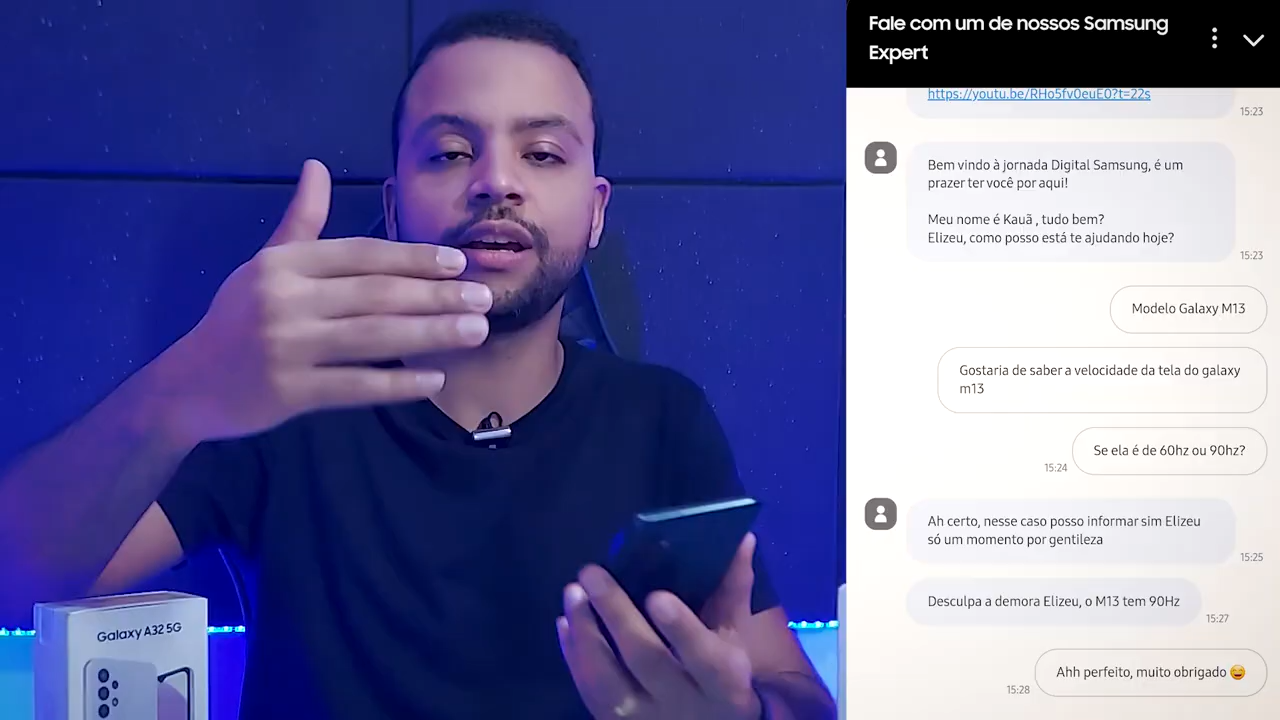 Fale com um de nossos Samsung
Expert
https://youtu.be/RHo5fv0euE0?t=22s
15:23
Bem vindo à jornada Digital Samsung, é um
prazer ter você por aqui!
Meu nome é Kauã , tudo bem?
Elizeu, como posso está te ajudando hoje?
15:23
Modelo Galaxy M13
Gostaria de saber a velocidade da tela do galaxy
m13
Se ela é de 60hz ou 90hz?
15:24
Ah certo, nesse caso posso informar sim Elizeu
só um momento por gentileza
15:25
Desculpa a demora Elizeu, o M13 tem 90Hz
15:27
Ahh perfeito, muito obrigado 😄
15:28
Galaxy A32 5G